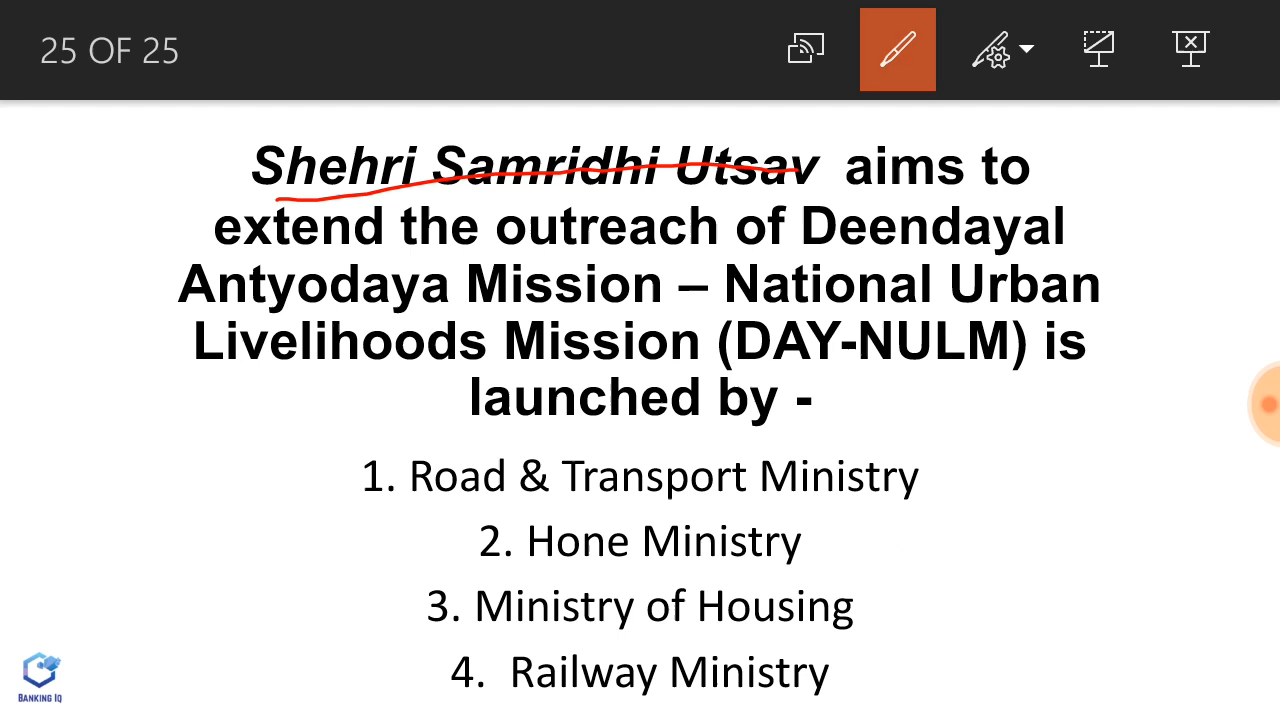 25 OF 25
Shehri Samridhi Utsav aims to
extend the outreach of Deendayal
Antyodaya Mission – National Urban
Livelihoods Mission (DAY-NULM) is
launched by -
1. Road & Transport Ministry
2. Hone Ministry
3. Ministry of Housing
4. Railway Ministry
BANKING IQ